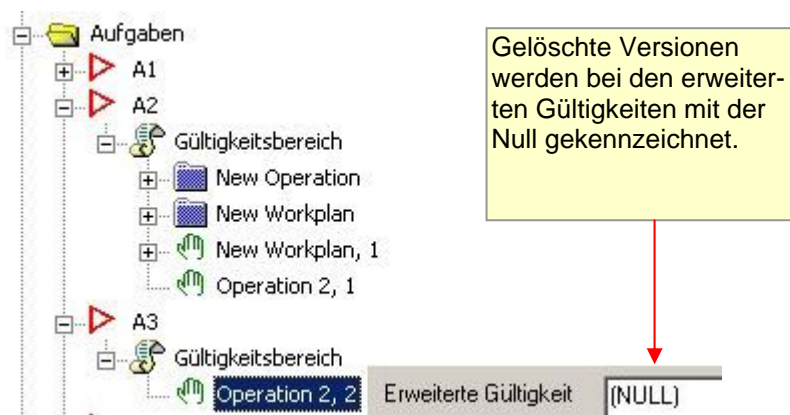 Aufgaben
A1
A2
Gültigkeitsbereich
New Operation
New Workplan
New Workplan, 1
Operation 2, 1
A3
Gültigkeitsbereich
Operation 2, 2 Erweiterte Gültigkeit (NULL)
Gelöschte Versionen
werden bei den erweiter-
ten Gültigkeiten mit der
Null gekennzeichnet.